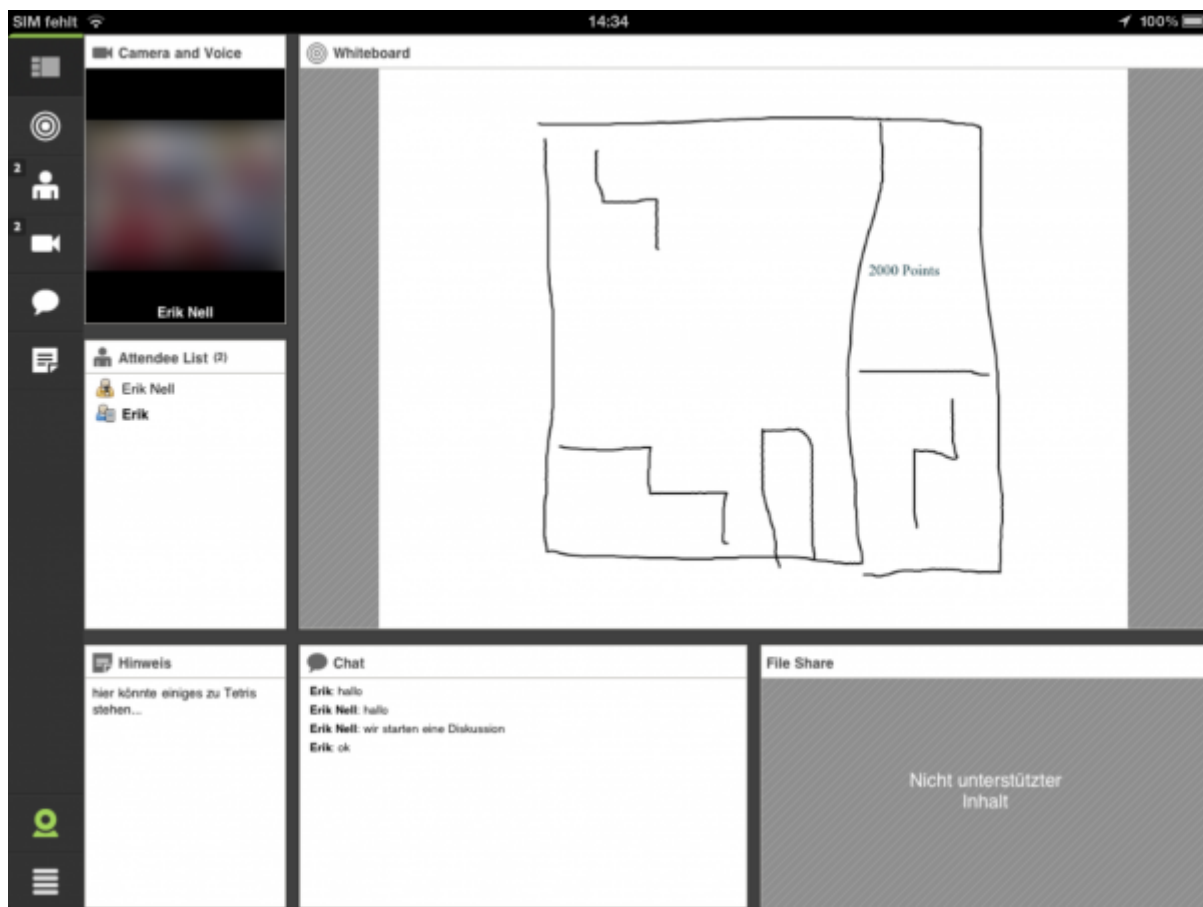 SIM fehlt
14:34
100%
Camera and Voice
Whiteboard
2
2
2000 Points
Erik Nell
Attendee List (2)
Erik Nell
Erik
Hinweis
hier könnte einiges zu Tetris
stehen...
Chat
Erik: hallo
Erik Nell: hallo
Erik Nell: wir starten eine Diskussion
Erik: ok
File Share
Nicht unterstützter
Inhalt